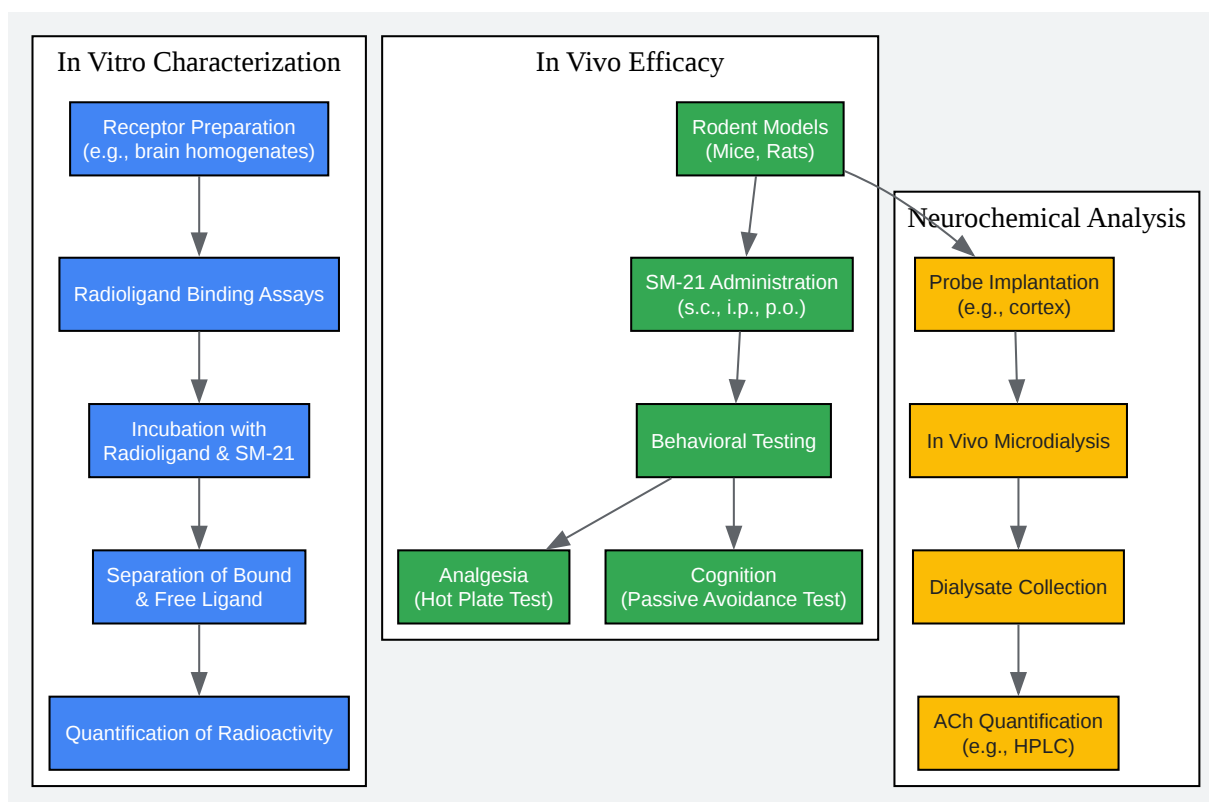 In Vitro Characterization
Receptor Preparation
(e.g., brain homogenates)
Radioligand Binding Assays
Incubation with
Radioligand & SM-21
Separation of Bound
& Free Ligand
Quantification of Radioactivity
In Vivo Efficacy
Rodent Models
(Mice, Rats)
SM-21 Administration
(s.c., i.p., p.o.)
Behavioral Testing
Analgesia
(Hot Plate Test)
Cognition
(Passive Avoidance Test)
Neurochemical Analysis
Probe Implantation
(e.g., cortex)
In Vivo Microdialysis
Dialysate Collection
ACh Quantification
(e.g., HPLC)